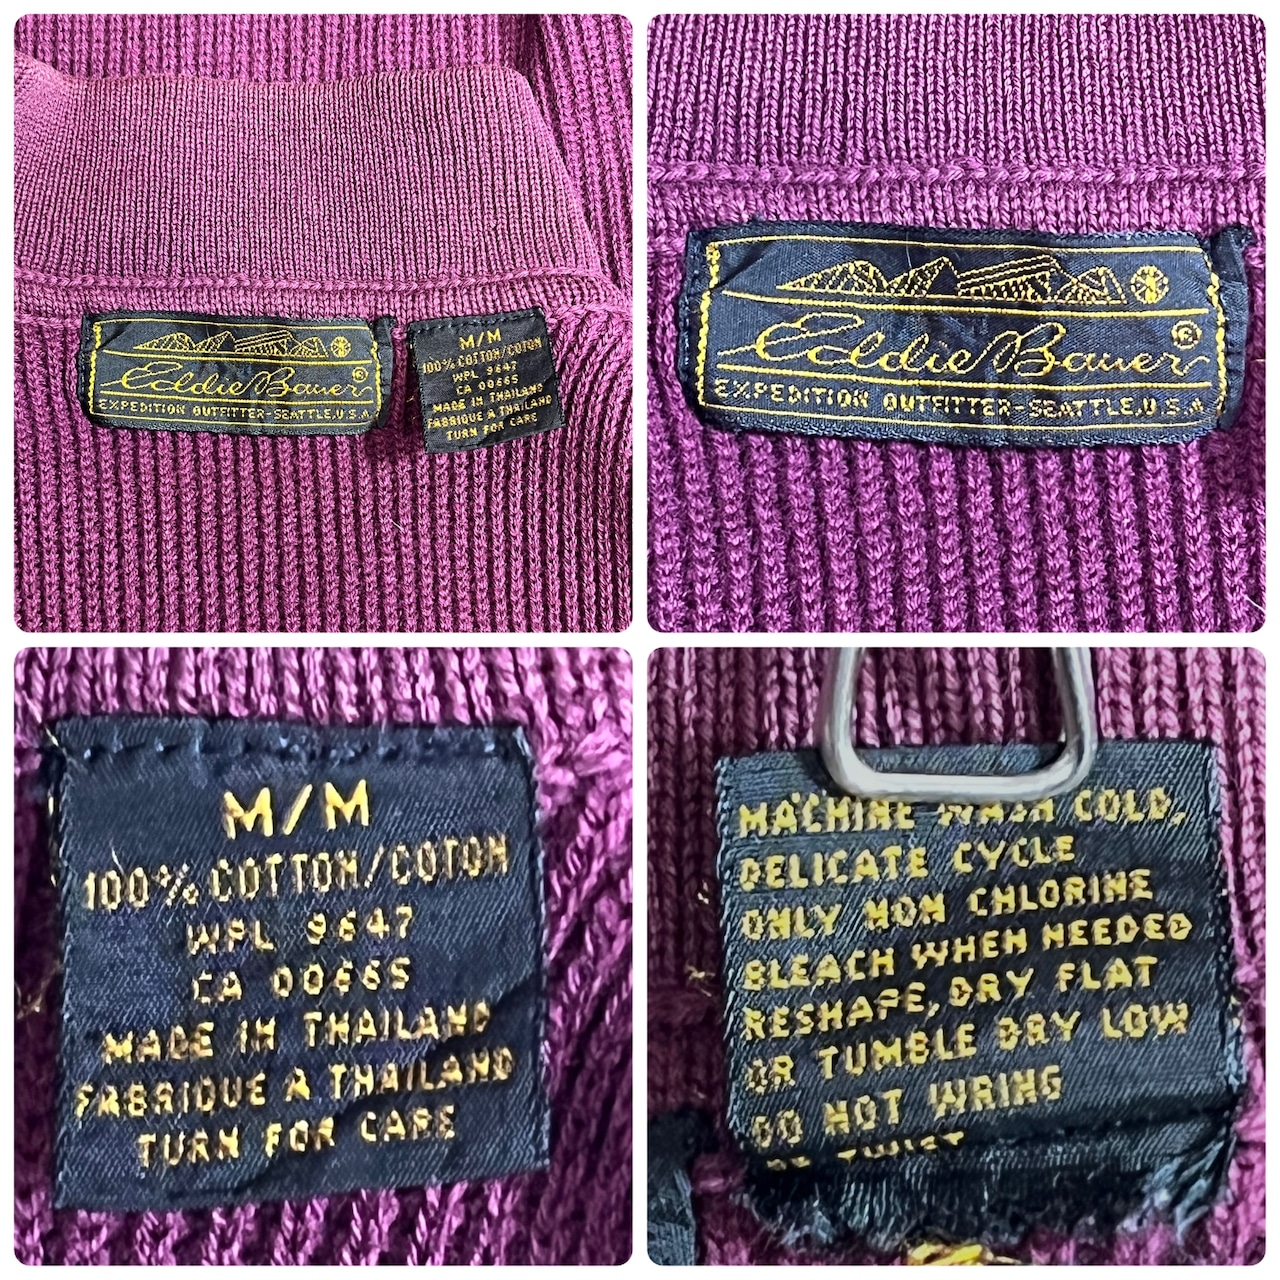 Eddie Bauer®
EXPEDITION OUTFITTER-SEATTLE, U.S.A
M/M
100% COTTON/COTON
WPL 9647
CA 00665
MADE IN THAILAND
FABRIQUE A THAILAND
TURN FOR CARE
Eddie Bauer®
EXPEDITION OUTFITTER-SEATTLE, U.S.A
M/M
100% COTTON/COTON
WPL 9647
CA 00665
MADE IN THAILAND
FABRIQUE A THAILAND
TURN FOR CARE
MACHINE WASH COLD,
DELICATE CYCLE
ONLY NON CHLORINE
BLEACH WHEN NEEDED
RESHAPE, DRY FLAT
OR TUMBLE DRY LOW
DO NOT WRING
OR TWIST